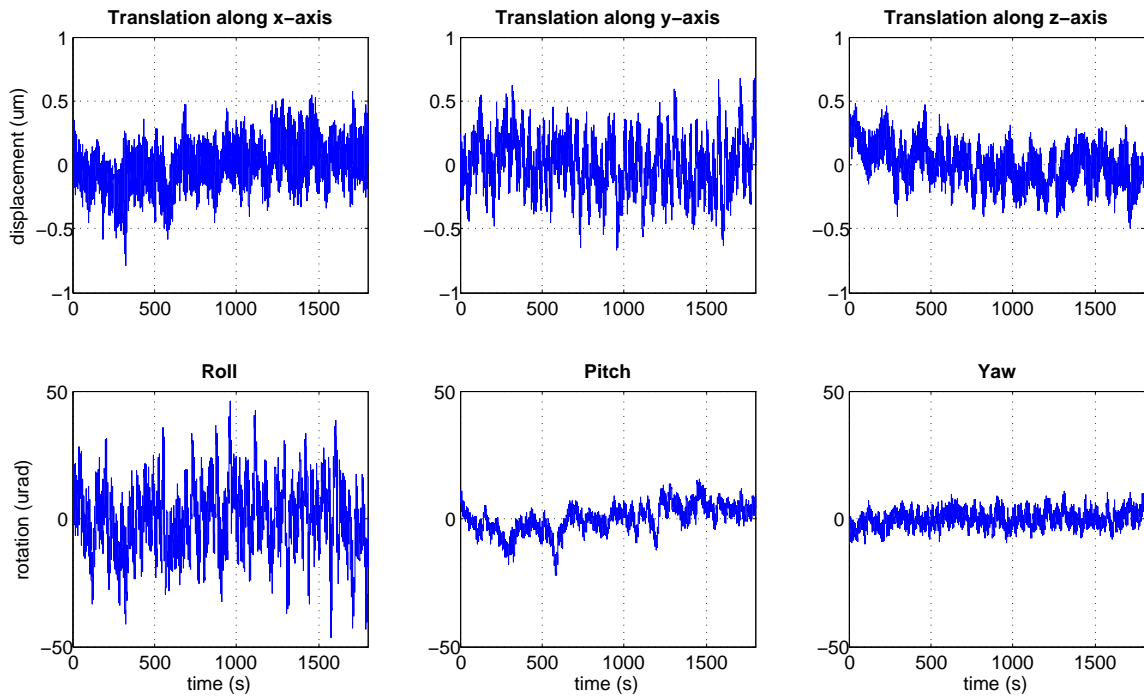 Translation along x−axis
Translation along y−axis
Translation along z−axis
displacement (um)
1
0.5
0
−0.5
−1
0 500 1000 1500
1
0.5
0
−0.5
−1
0 500 1000 1500
1
0.5
0
−0.5
−1
0 500 1000 1500
Roll
Pitch
Yaw
rotation (urad)
50
0
−50
0 500 1000 1500
time (s)
50
0
−50
0 500 1000 1500
time (s)
50
0
−50
0 500 1000 1500
time (s)